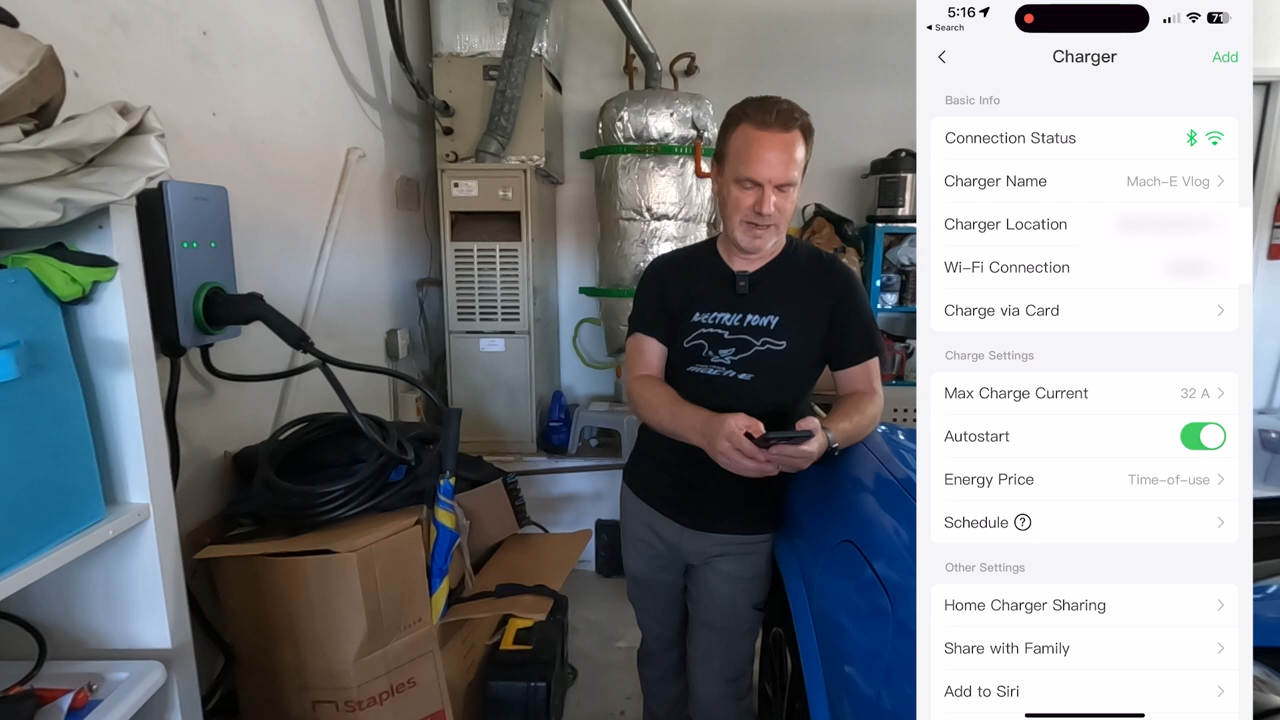 5:16
71
Search
Charger
Add
Basic Info
Connection Status
Charger Name
Mach-E Vlog
Charger Location
Wi-Fi Connection
Charge via Card
Charge Settings
Max Charge Current
32 A
Autostart
Energy Price
Time-of-use
Schedule ?
Other Settings
Home Charger Sharing
Share with Family
Add to Siri
ELECTRIC PONY
Staples